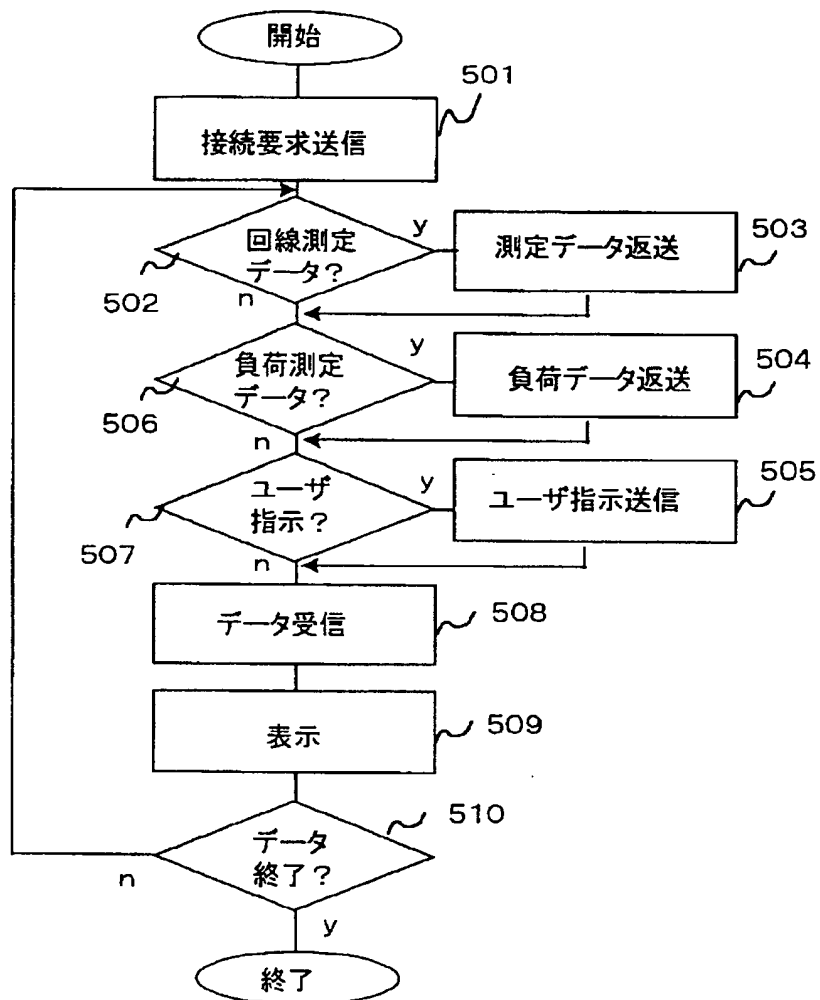 開始
501
接続要求送信
回線測定
データ?
y
測定データ返送
503
502
n
負荷測定
データ?
y
負荷データ返送
504
506
n
ユーザ
指示?
y
ユーザ指示送信
505
507
n
データ受信
508
表示
509
データ
終了?
510
n
y
終了